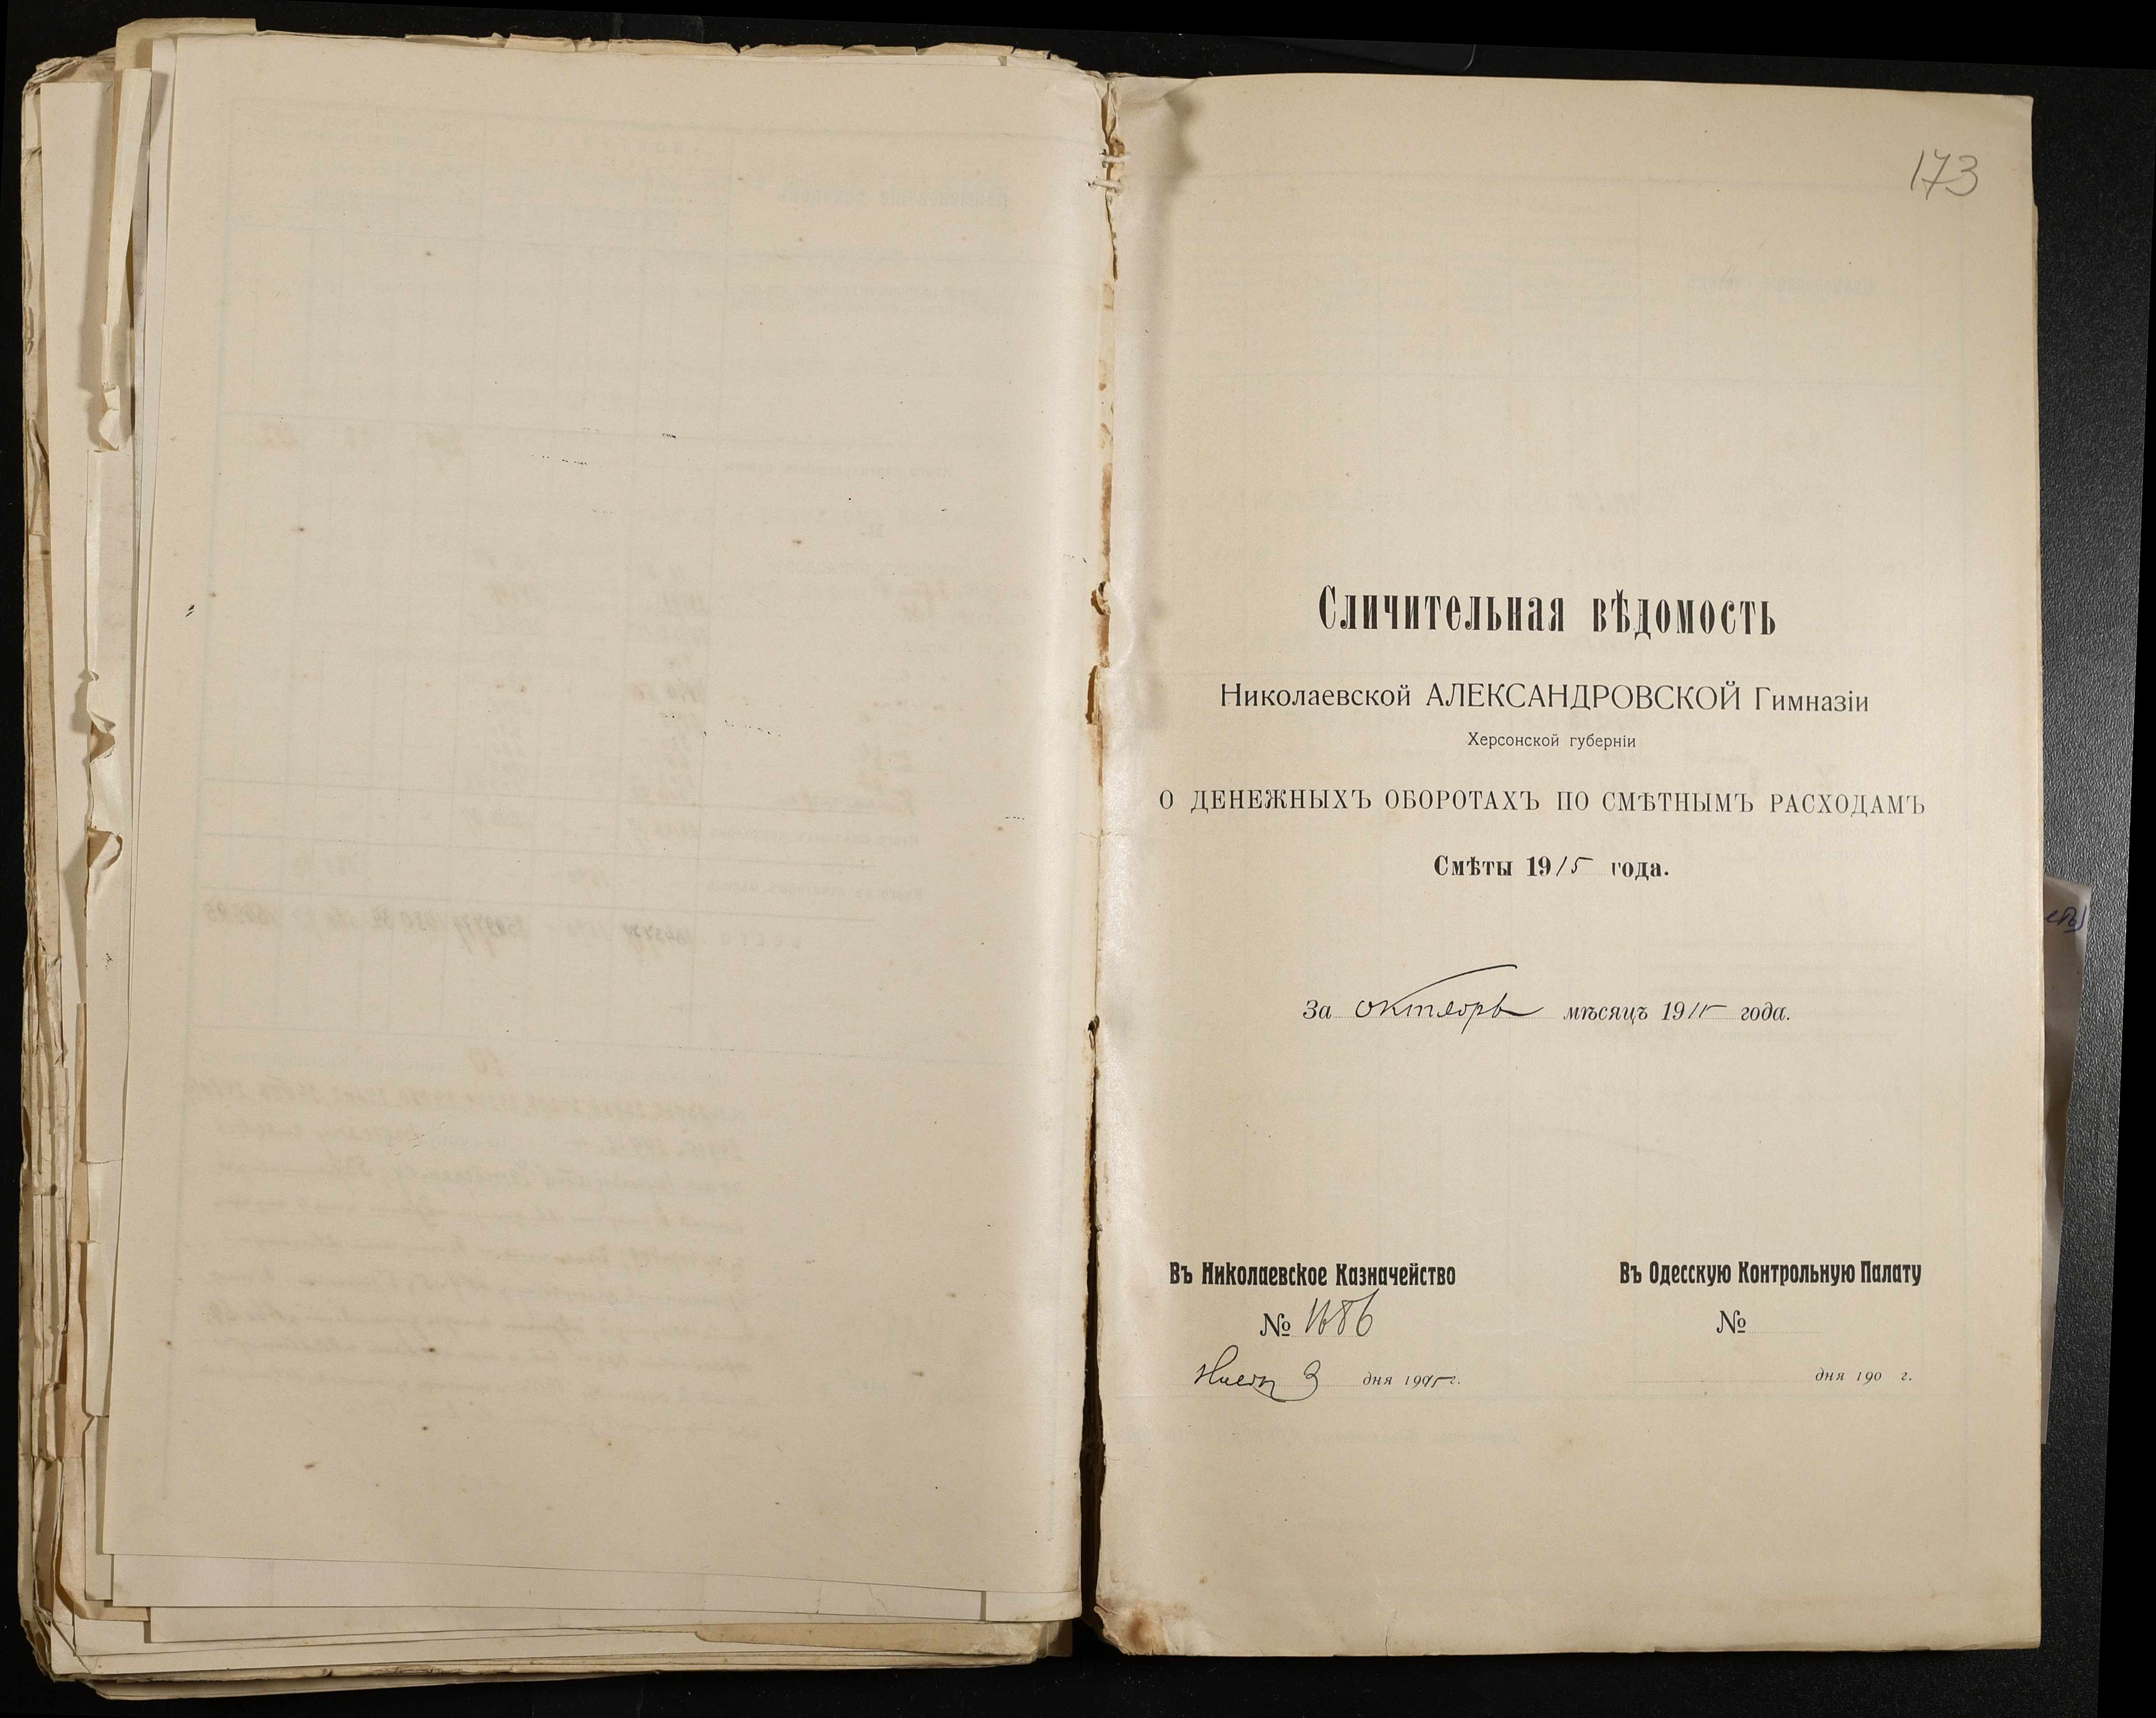 173
Сличительная вѣдомость
Николаевской АЛЕКСАНДРОВСКОЙ Гимназіи
Херсонской губерніи
О ДЕНЕЖНЫХЪ ОБОРОТАХЪ ПО СМѢТНЫМЪ РАСХОДАМЪ
Смѣты 1915 года.
За октябрь мѣсяцъ 1915 года.
Въ Николаевское Казначейство
№ 1686
3 дня 1915 г.
Въ Одесскую Контрольную Палату
№
дня 190 г.